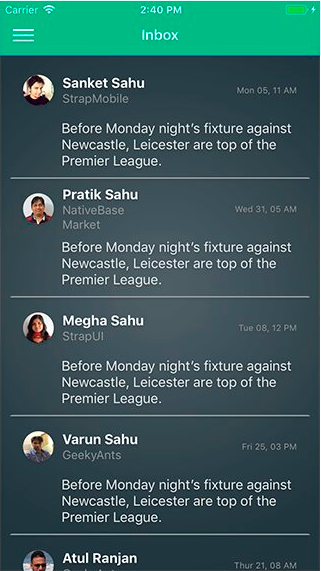 Carrier 2:40 PM
Inbox
Sanket Sahu
StrapMobile
Mon 05, 11 AM
Before Monday night's fixture against
Newcastle, Leicester are top of the
Premier League.
Pratik Sahu
NativeBase
Market
Wed 31, 05 AM
Before Monday night's fixture against
Newcastle, Leicester are top of the
Premier League.
Megha Sahu
StrapUI
Tue 08, 12 PM
Before Monday night's fixture against
Newcastle, Leicester are top of the
Premier League.
Varun Sahu
GeekyAnts
Fri 25, 03 PM
Before Monday night's fixture against
Newcastle, Leicester are top of the
Premier League.
Atul Ranjan
Thur 21, 08 AM